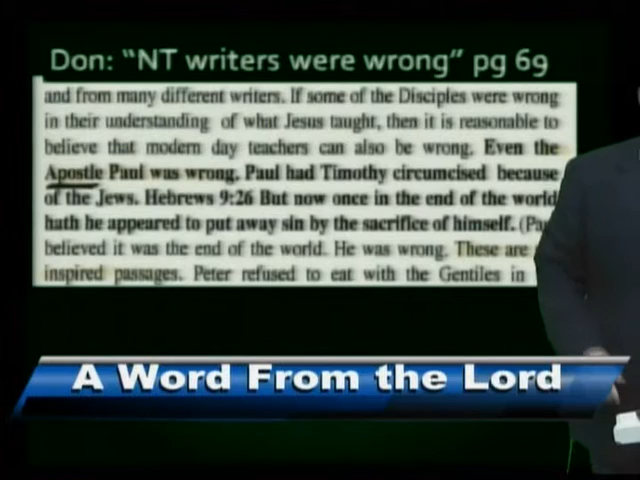 Don: “NT writers were wrong” pg 69
and from many different writers. If some of the Disciples were wrong
in their understanding of what Jesus taught, then it is reasonable to
believe that modern day teachers can also be wrong. Even the
Apostle Paul was wrong. Paul had Timothy circumcised because
of the Jews. Hebrews 9:26 But now once in the end of the world
hath he appeared to put away sin by the sacrifice of himself. (Pau
believed it was the end of the world. He was wrong. These are
inspired passages. Peter refused to eat with the Gentiles in
A Word From the Lord